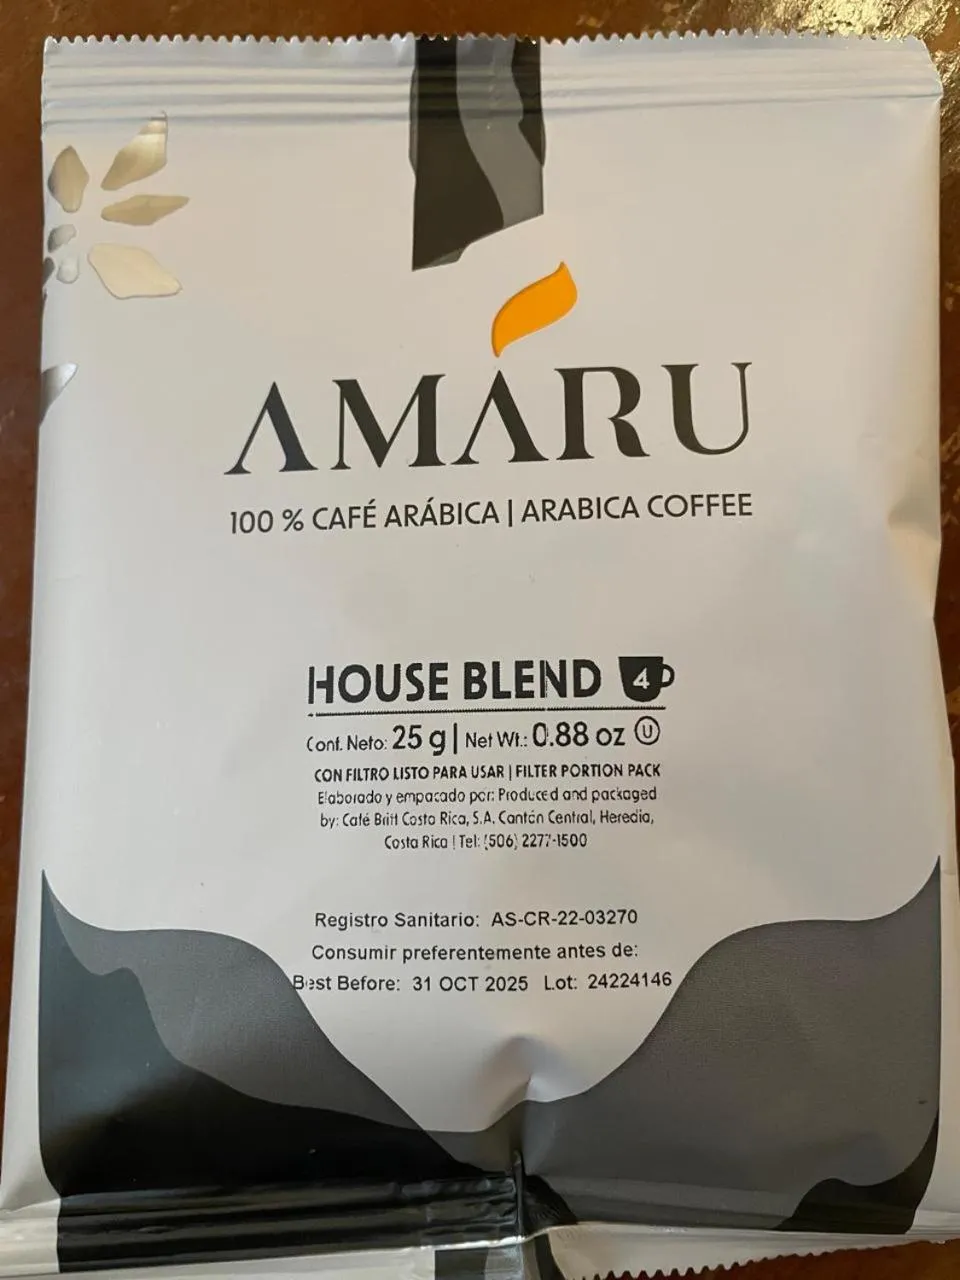 AMARU
100 % CAFÉ ARÁBICA | ARABICA COFFEE
HOUSE BLEND 4
Cont. Neto: 25 g | Net Wt.: 0.88 oz U
CON FILTRO LISTO PARA USAR | FILTER PORTION PACK
Elaborado y empacado por: Produced and packaged
by: Café Britt Costa Rica, S.A. Cantón Central, Heredia,
Costa Rica | Tel: (506) 2277-1500
Registro Sanitario: AS-CR-22-03270
Consumir preferentemente antes de:
Best Before: 31 OCT 2025 Lot: 24224146